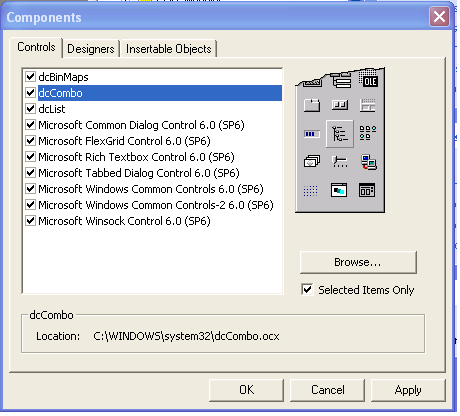 Components
Controls
Designers
Insertable Objects
dcBinMaps
dcCombo
dcList
Microsoft Common Dialog Control 6.0 (SP6)
Microsoft FlexGrid Control 6.0 (SP6)
Microsoft Rich Textbox Control 6.0 (SP6)
Microsoft Tabbed Dialog Control 6.0 (SP6)
Microsoft Windows Common Controls 6.0 (SP6)
Microsoft Windows Common Controls-2 6.0 (SP6)
Microsoft Winsock Control 6.0 (SP6)
OLE
Browse...
Selected Items Only
dcCombo
Location: C:\WINDOWS\system32\dcCombo.ocx
OK
Cancel
Apply